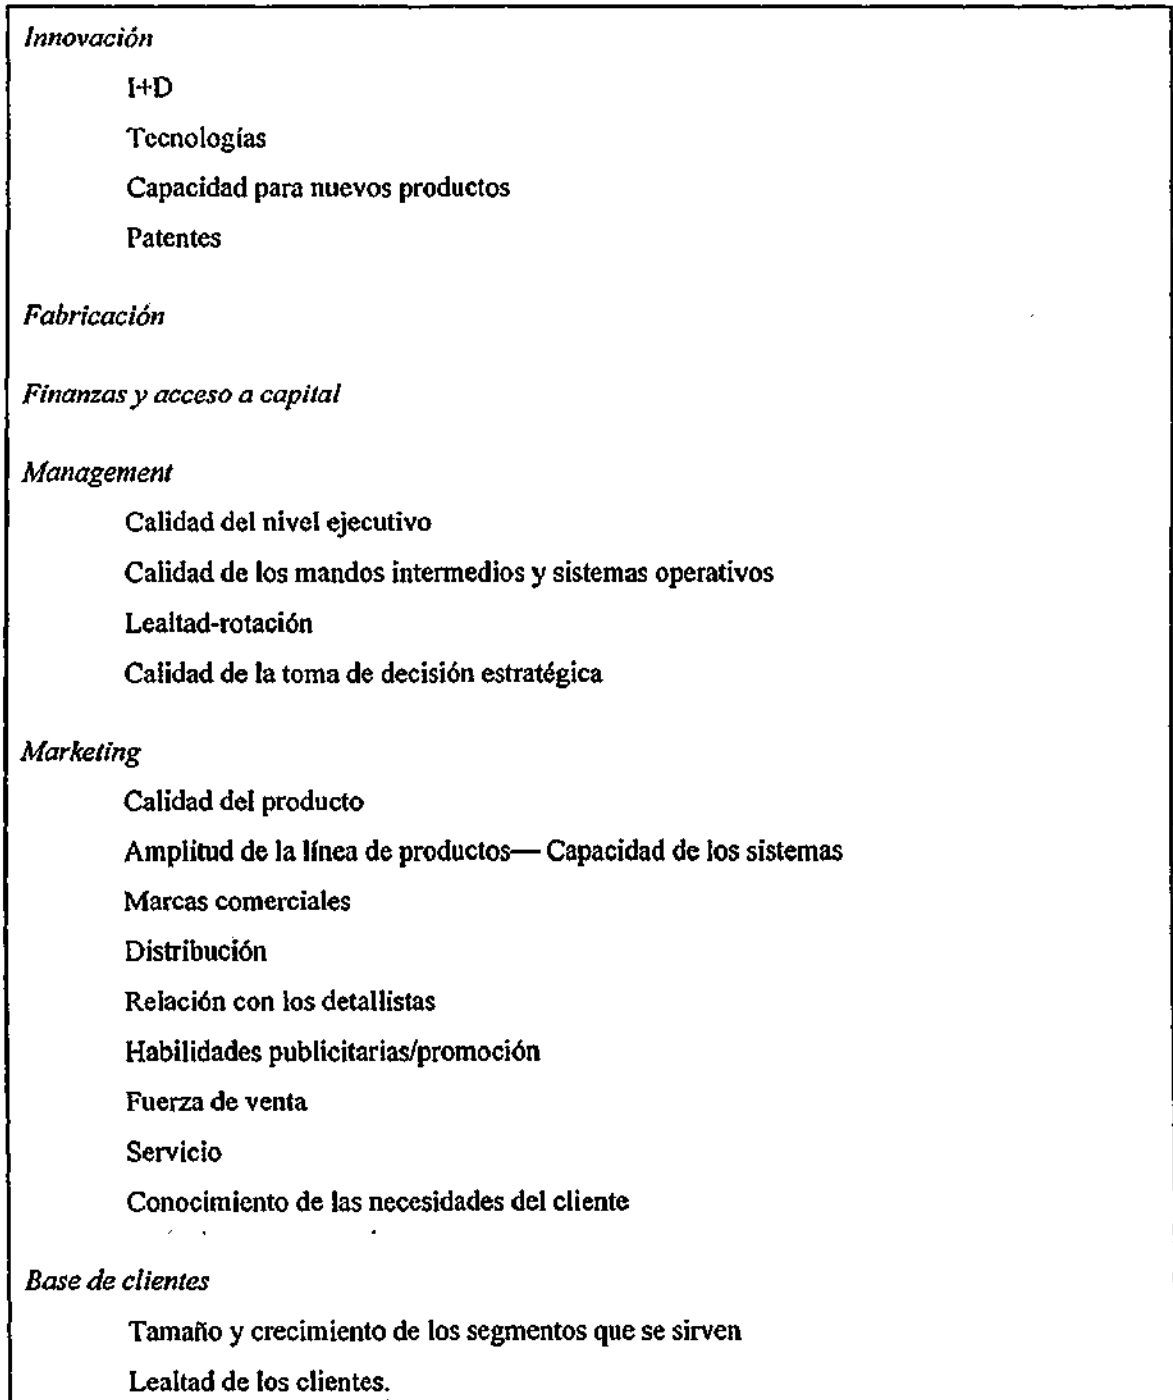 Innovación
I+D
Tecnologías
Capacidad para nuevos productos
Patentes
Fabricación
Finanzas y acceso a capital
Management
Calidad del nivel ejecutivo
Calidad de los mandos intermedios y sistemas operativos
Lealtad-rotación
Calidad de la toma de decisión estratégica
Marketing
Calidad del producto
Amplitud de la línea de productos— Capacidad de los sistemas
Marcas comerciales
Distribución
Relación con los detallistas
Habilidades publicitarias/promoción
Fuerza de venta
Servicio
Conocimiento de las necesidades del cliente
Base de clientes
Tamaño y crecimiento de los segmentos que se sirven
Lealtad de los clientes.